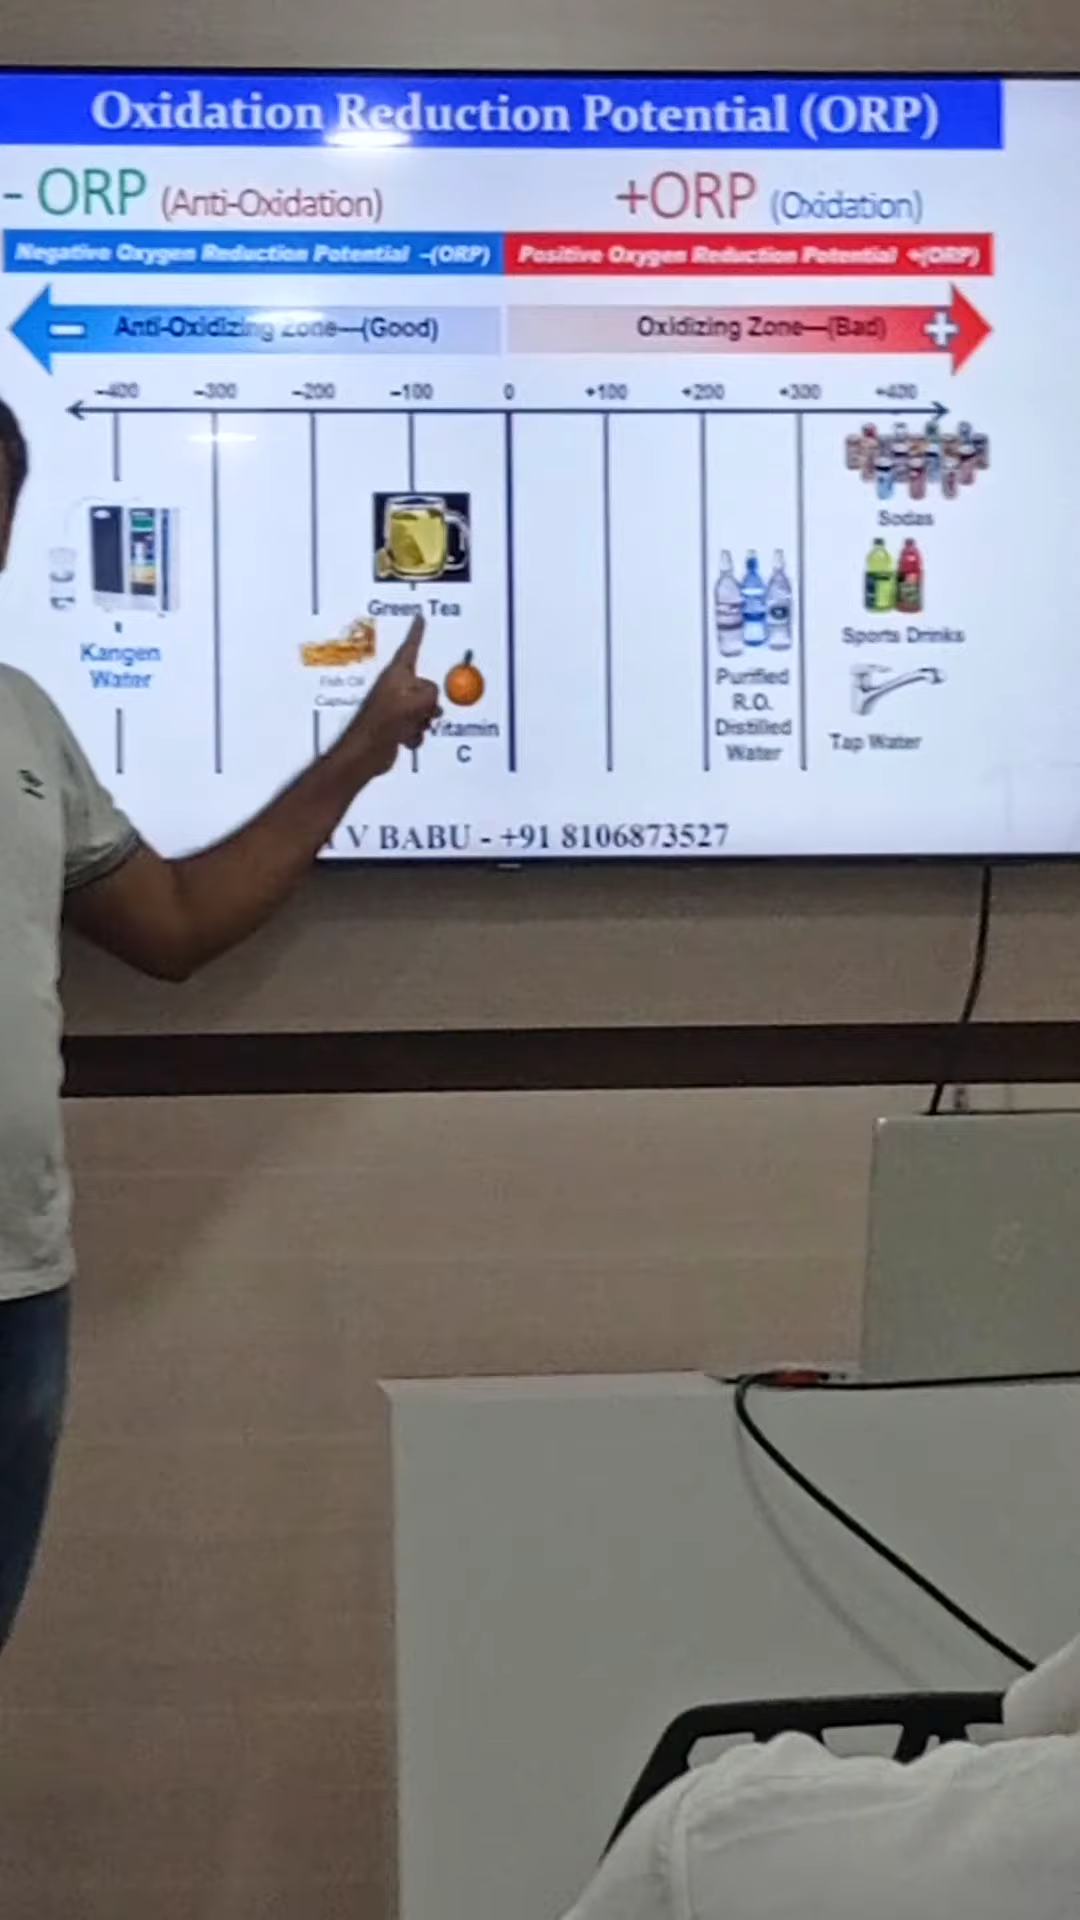 Oxidation Reduction Potential (ORP)
- ORP (Anti-Oxidation)
+ORP (Oxidation)
Negative Oxygen Reduction Potential -(ORP)
Positive Oxygen Reduction Potential +(ORP)
Anti-Oxidizing Zone—(Good)
Oxidizing Zone—(Bad) +
-400 -300 -200 -100 0 +100 +200 +300 +400
Sodas
Green Tea
Sports Drinks
Kangen
Water
Fish Oil
Purified
R.O.
Distilled
Water
Vitamin
C
Tap Water
V BABU - +91 8106873527